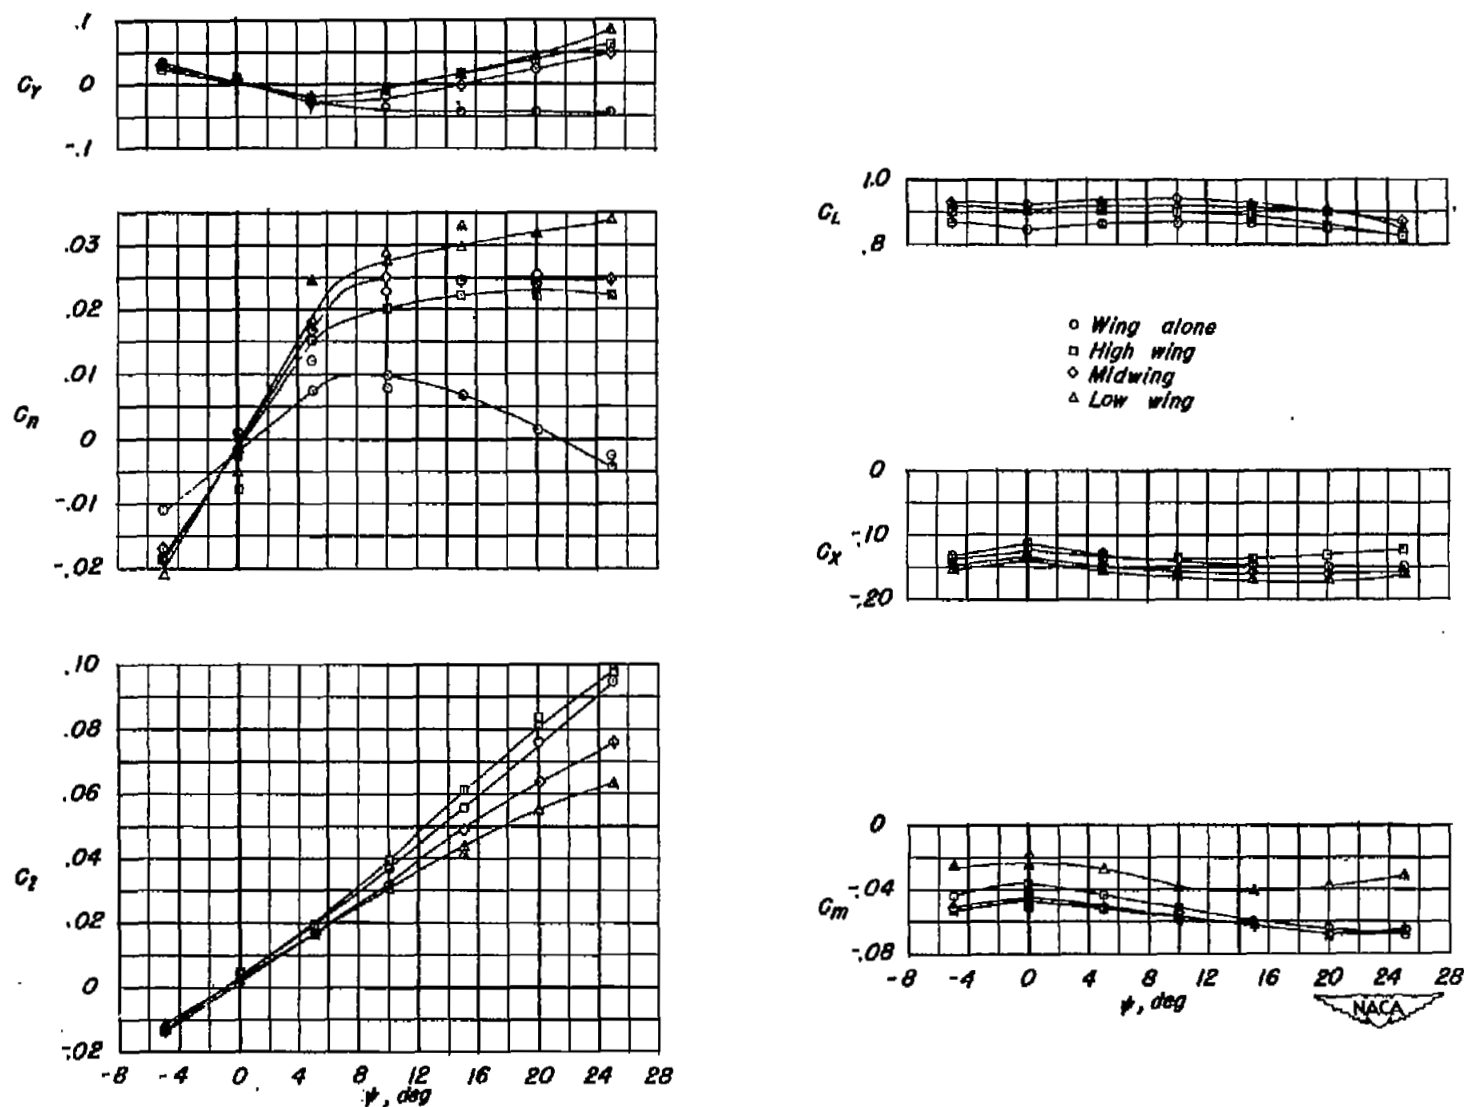 .1
C_Y 0
-.1
.03
.02
.01
C_n 0
-.01
-.02
.10
.08
.06
.04
C_l
.02
0
-.02
-8 -4 0 4 8 12 16 20 24 28
ψ, deg
1.0
C_L
.8
○ Wing alone
□ High wing
◇ Midwing
△ Low wing
0
C_X -.10
-.20
0
-.04
C_m
-.08
-8 -4 0 4 8 12 16 20 24 28
ψ, deg
NACA